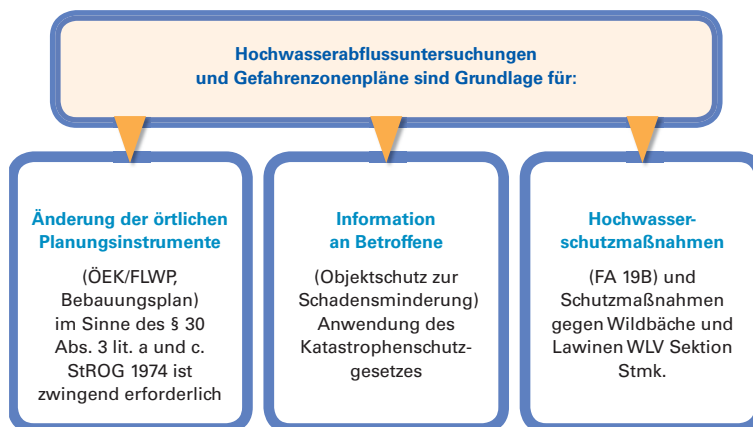 Hochwasserabflussuntersuchungen
und Gefahrenzonenpläne sind Grundlage für:
Änderung der örtlichen
Planungsinstrumente
(ÖEK/FLWP,
Bebauungsplan)
im Sinne des § 30
Abs. 3 lit. a und c.
StROG 1974 ist
zwingend erforderlich
Information
an Betroffene
(Objektschutz zur
Schadensminderung)
Anwendung des
Katastrophenschutz-
gesetzes
Hochwasser-
schutzmaßnahmen
(FA 19B) und
Schutzmaßnahmen
gegen Wildbäche und
Lawinen WLV Sektion
Stmk.